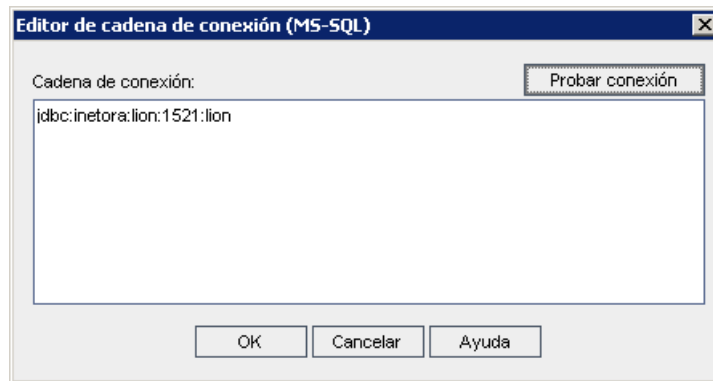 Editor de cadena de conexión (MS-SQL)
Cadena de conexión:
Probar conexión
jdbc:inetora:lion:1521:lion
OK
Cancelar
Ayuda